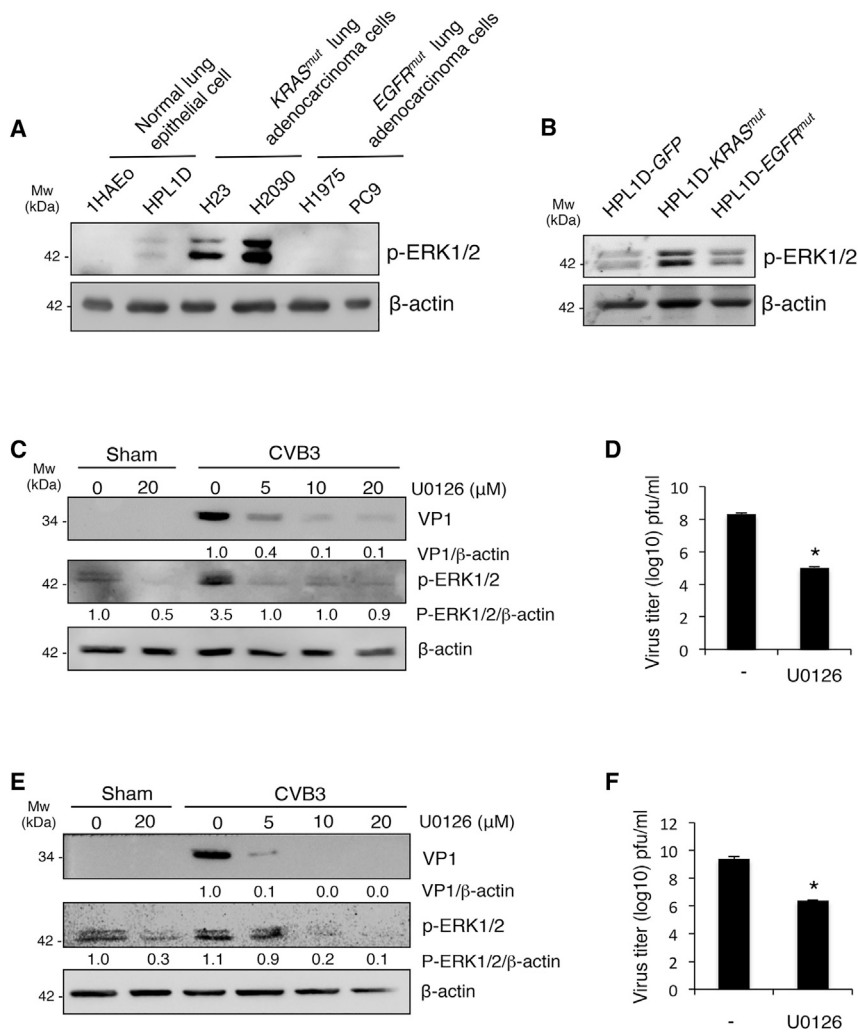 A
Normal lung
epithelial cell
KRASmut lung
adenocarcinoma cells
EGFRmut lung
adenocarcinoma cells
Mw
(kDa)
1HAEo
HPL1D
H23
H2030
H1975
PC9
42 - p-ERK1/2
42 - β-actin
B
Mw
(kDa)
HPL1D-GFP
HPL1D-KRASmut
HPL1D-EGFRmut
42 - p-ERK1/2
42 - β-actin
C
Sham CVB3
Mw
(kDa)
0 20 0 5 10 20 U0126 (μM)
34 - VP1
1.0 0.4 0.1 0.1 VP1/β-actin
42 - p-ERK1/2
1.0 0.5 3.5 1.0 1.0 0.9 P-ERK1/2/β-actin
42 - β-actin
D
Virus titer (log10) pfu/ml
10
8
6
4
2
0
*
- U0126
E
Sham CVB3
Mw
(kDa)
0 20 0 5 10 20 U0126 (μM)
34 - VP1
1.0 0.1 0.0 0.0 VP1/β-actin
42 - p-ERK1/2
1.0 0.3 1.1 0.9 0.2 0.1 P-ERK1/2/β-actin
42 - β-actin
F
Virus titer (log10) pfu/ml
12
10
8
6
4
2
0
*
- U0126